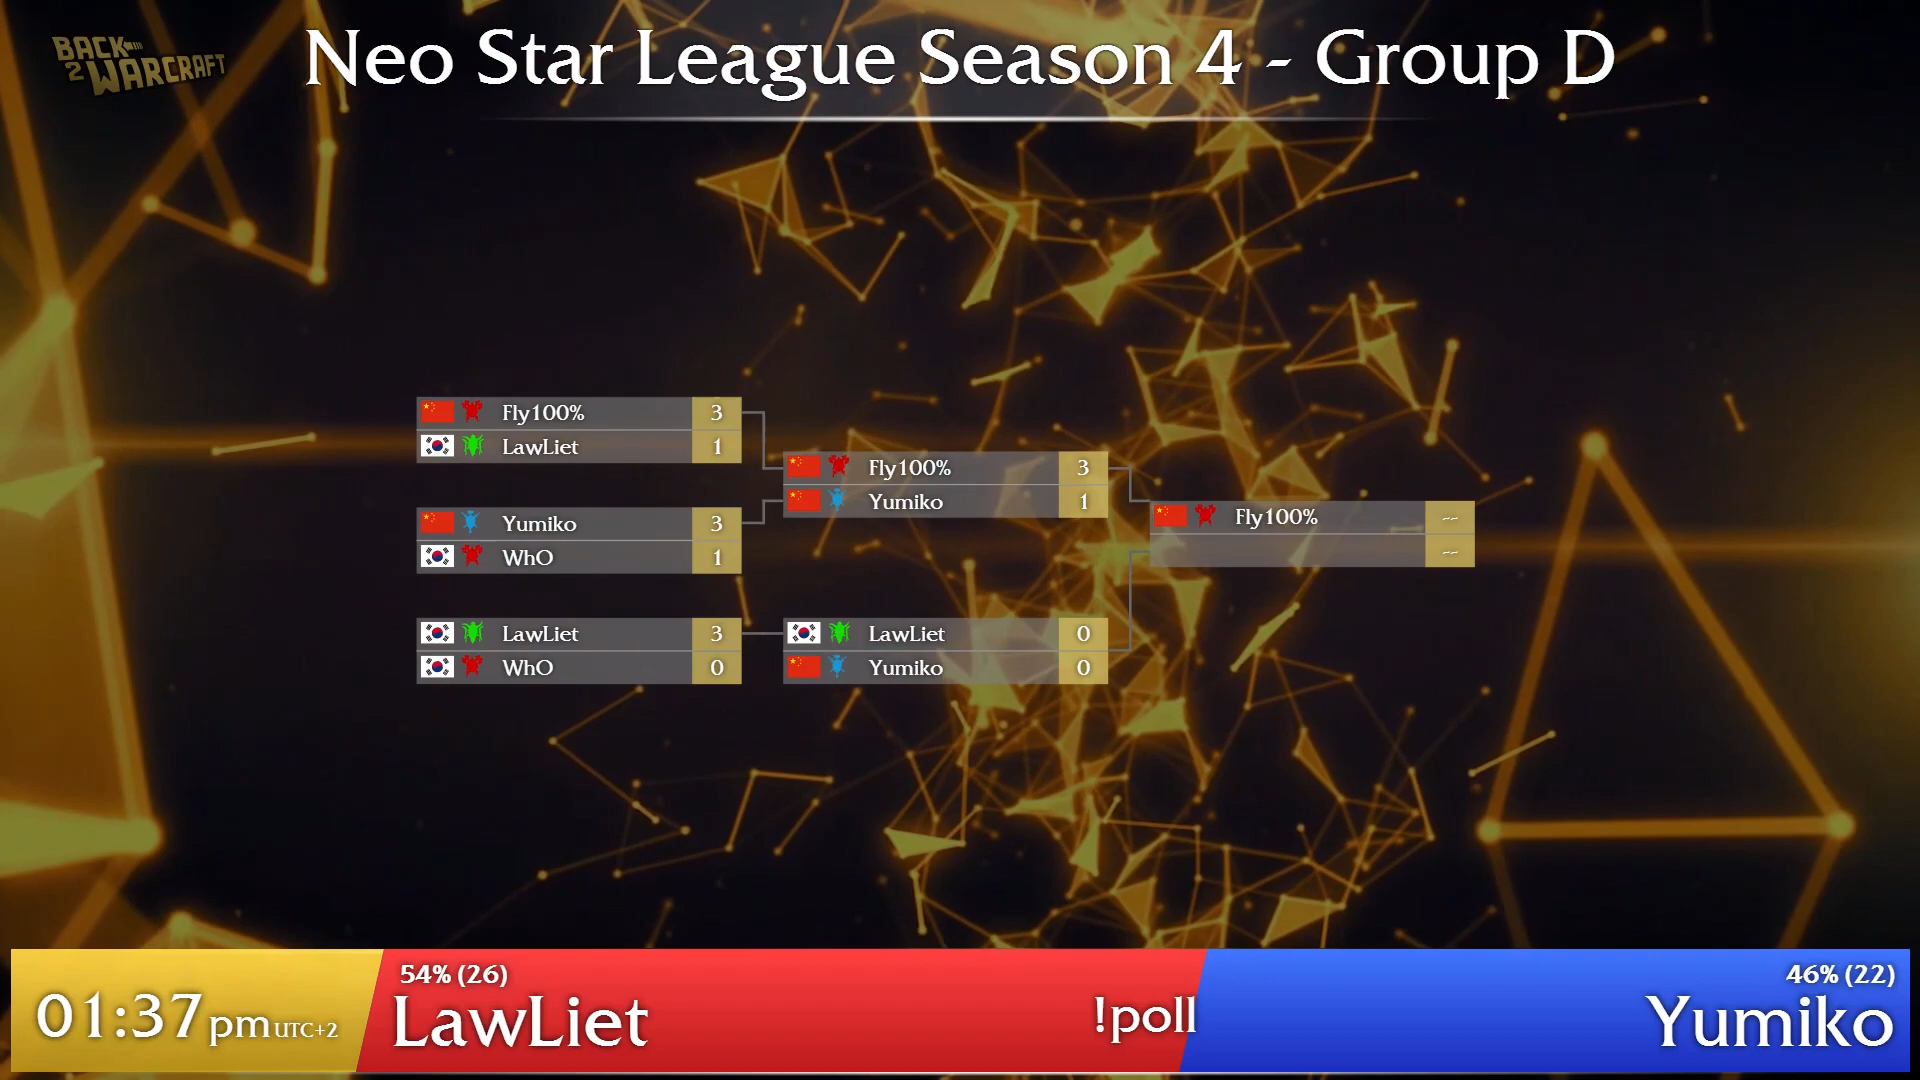 BACK
2 WARCRAFT
Neo Star League Season 4 - Group D
Fly100% 3
LawLiet 1
Yumiko 3
WhO 1
LawLiet 3
WhO 0
Fly100% 3
Yumiko 1
LawLiet 0
Yumiko 0
Fly100% --
--
01:37 pm UTC+2
54% (26)
LawLiet
!poll
46% (22)
Yumiko